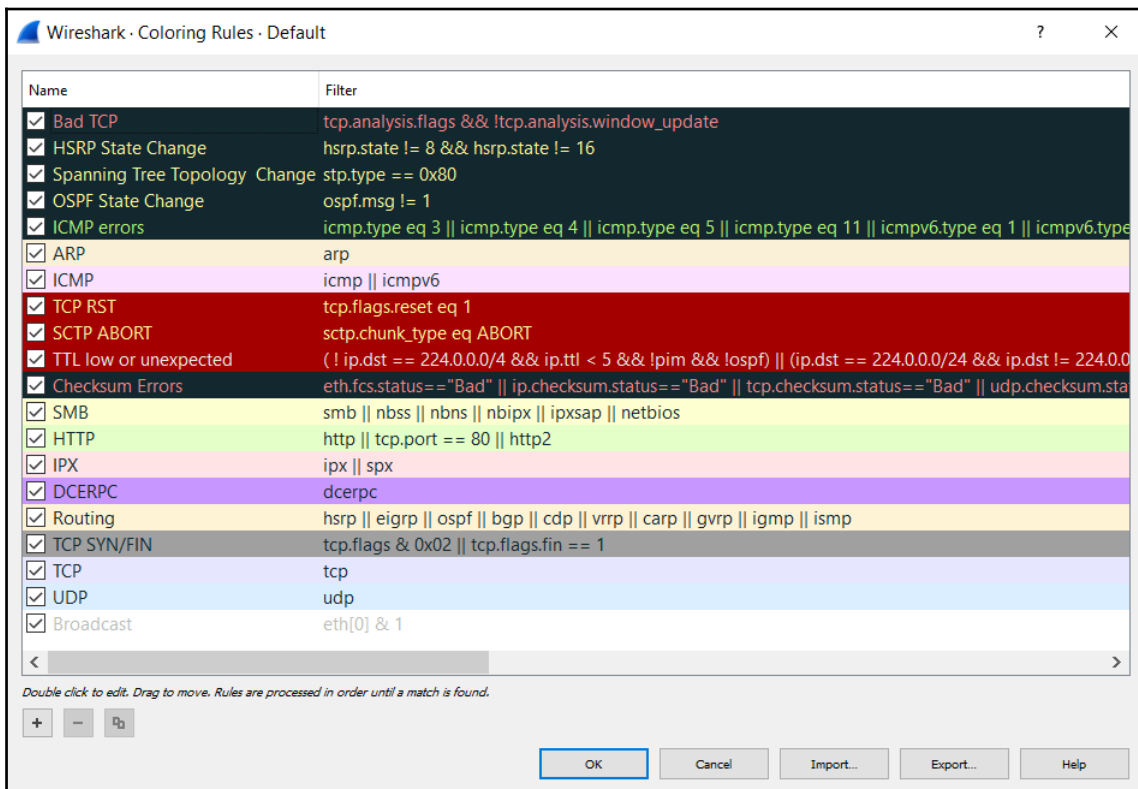 Wireshark · Coloring Rules · Default
Name Filter
Bad TCP tcp.analysis.flags && !tcp.analysis.window_update
HSRP State Change hsrp.state != 8 && hsrp.state != 16
Spanning Tree Topology Change stp.type == 0x80
OSPF State Change ospf.msg != 1
ICMP errors icmp.type eq 3 || icmp.type eq 4 || icmp.type eq 5 || icmp.type eq 11 || icmpv6.type eq 1 || icmpv6.type
ARP arp
ICMP icmp || icmpv6
TCP RST tcp.flags.reset eq 1
SCTP ABORT sctp.chunk_type eq ABORT
TTL low or unexpected ( ! ip.dst == 224.0.0.0/4 && ip.ttl < 5 && !pim && !ospf) || (ip.dst == 224.0.0.0/24 && ip.dst != 224.0.0
Checksum Errors eth.fcs.status=="Bad" || ip.checksum.status=="Bad" || tcp.checksum.status=="Bad" || udp.checksum.sta
SMB smb || nbss || nbns || nbipx || ipxsap || netbios
HTTP http || tcp.port == 80 || http2
IPX ipx || spx
DCERPC dcerpc
Routing hsrp || eigrp || ospf || bgp || cdp || vrrp || carp || gvrp || igmp || ismp
TCP SYN/FIN tcp.flags & 0x02 || tcp.flags.fin == 1
TCP tcp
UDP udp
Broadcast eth[0] & 1
Double click to edit. Drag to move. Rules are processed in order until a match is found.
OK Cancel Import... Export... Help